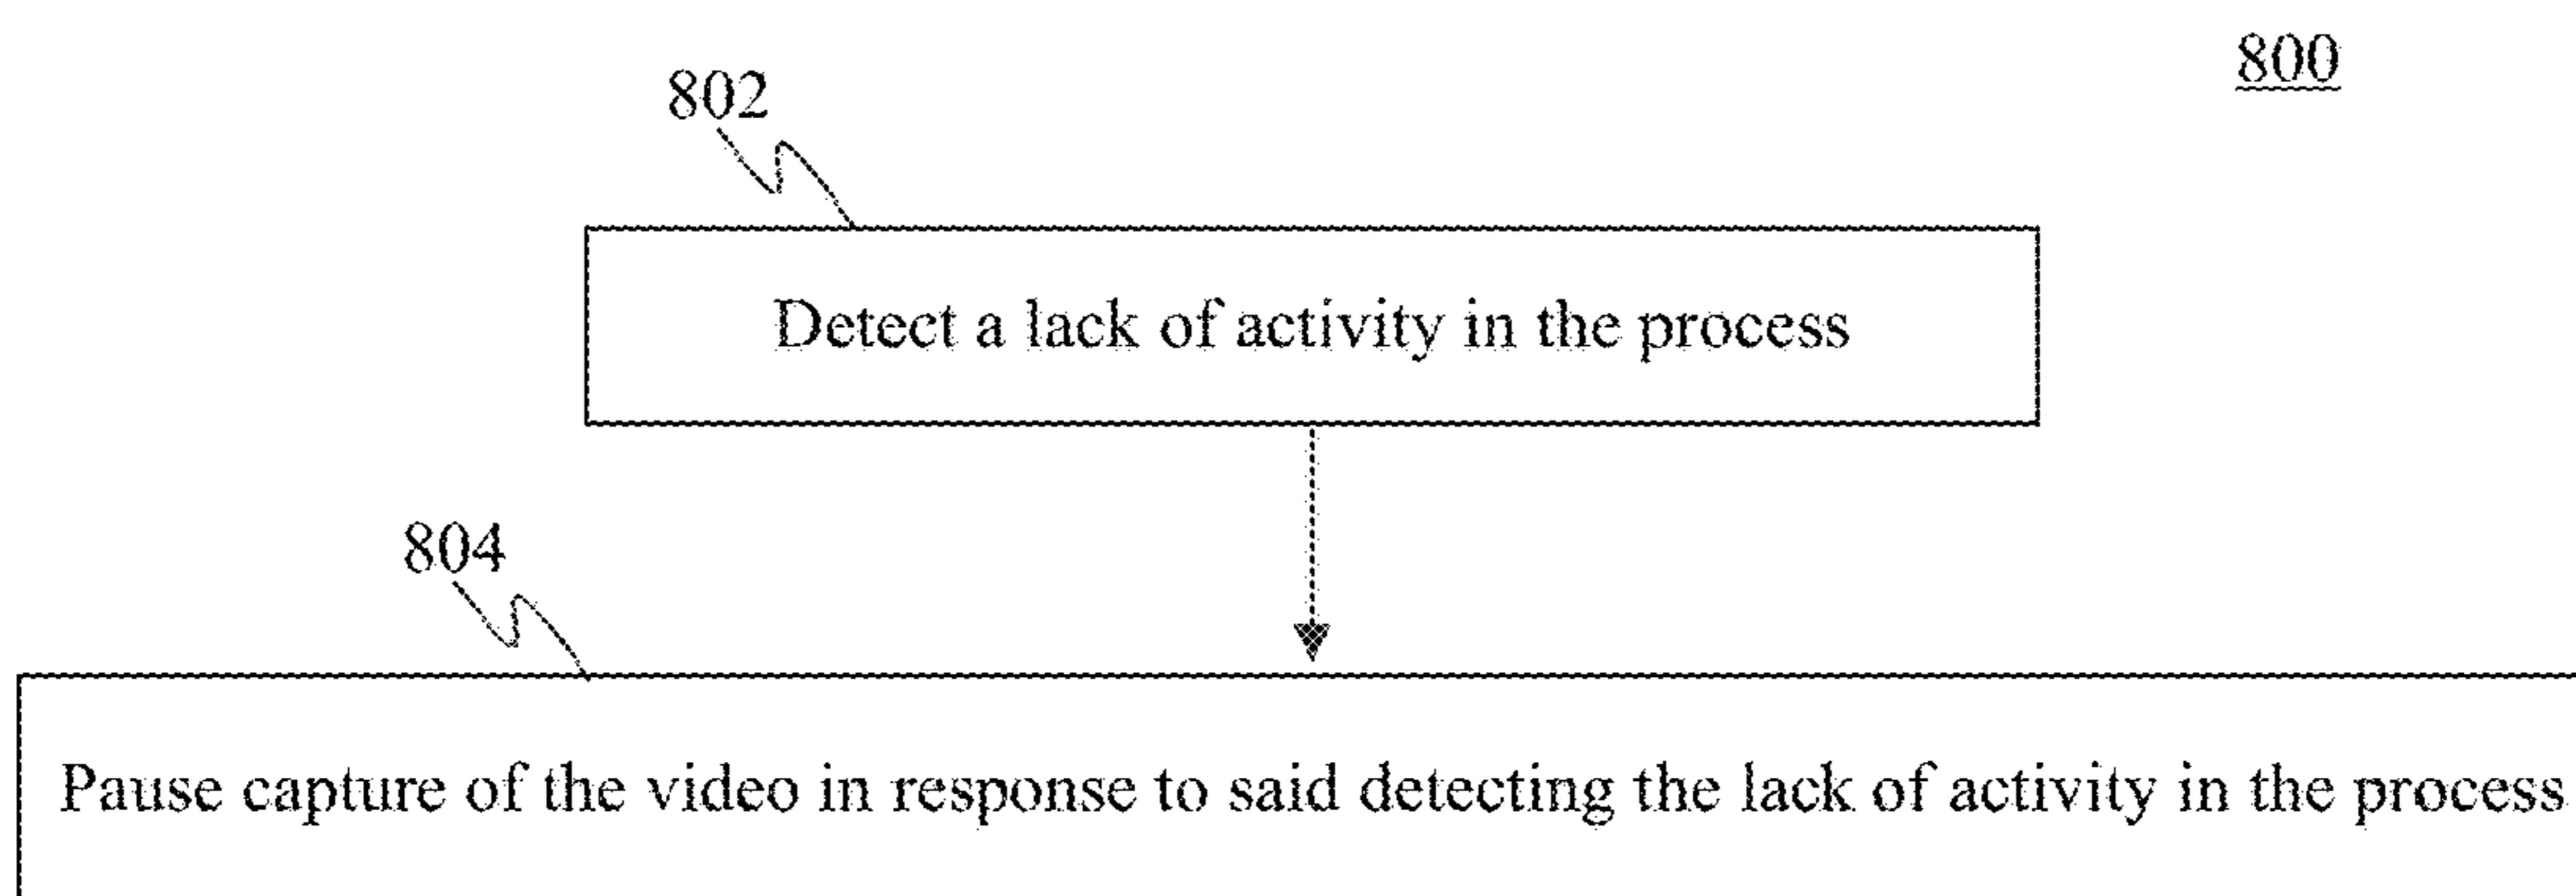 800
802
Detect a lack of activity in the process
804
Pause capture of the video in response to said detecting the lack of activity in the process